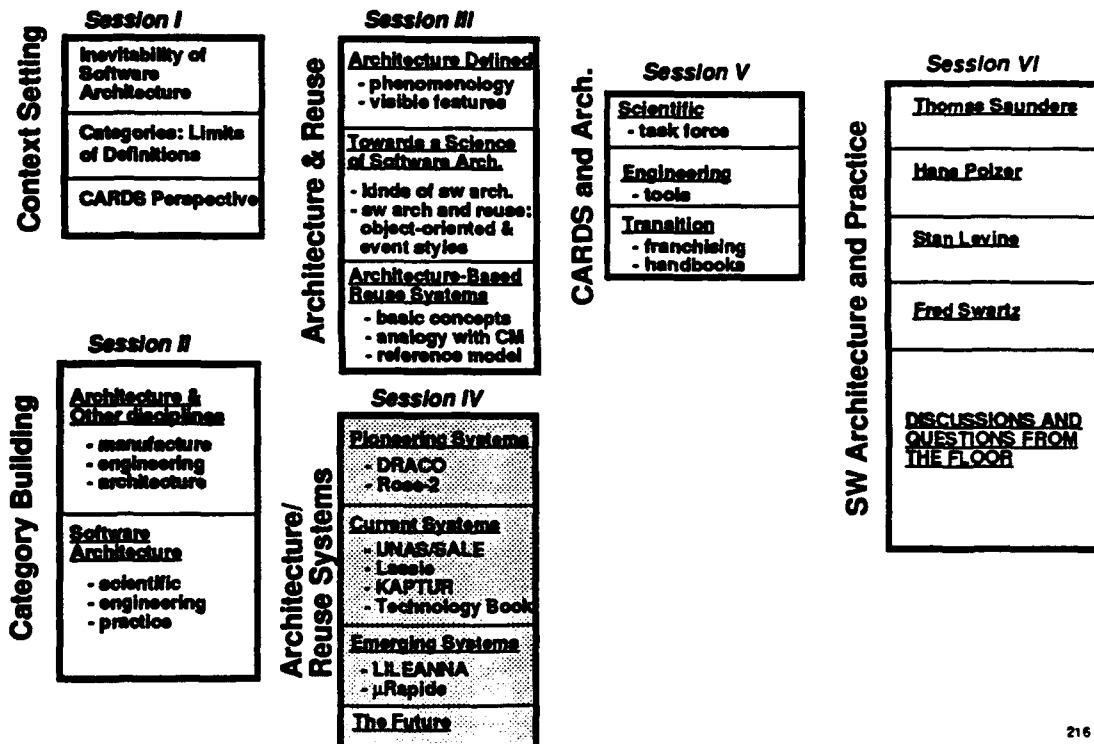 Context Setting
Session I
Inevitability of
Software
Architecture
Categories: Limits
of Definitions
CARDS Perspective
Category Building
Session II
Architecture &
Other disciplines
- manufacture
- engineering
- architecture
Software
Architecture
- scientific
- engineering
- practice
Architecture & Reuse
Session III
Architecture Defined
- phenomenology
- visible features
Towards a Science
of Software Arch.
- kinds of sw arch.
- sw arch and reuse:
object-oriented &
event styles
Architecture-Based
Reuse Systems
- basic concepts
- analogy with CM
- reference model
Architecture/
Reuse Systems
Session IV
Pioneering Systems
- DRACO
- Rose-2
Current Systems
- UNAS/SALE
- Lassie
- KAPTUR
- Technology Book
Emerging Systems
- LILEANNA
- µRapide
The Future
CARDS and Arch.
Session V
Scientific
- task force
Engineering
- tools
Transition
- franchising
- handbooks
SW Architecture and Practice
Session VI
Thomas Saunders
Hans Polzer
Stan Levine
Fred Swartz
DISCUSSIONS AND
QUESTIONS FROM
THE FLOOR
216